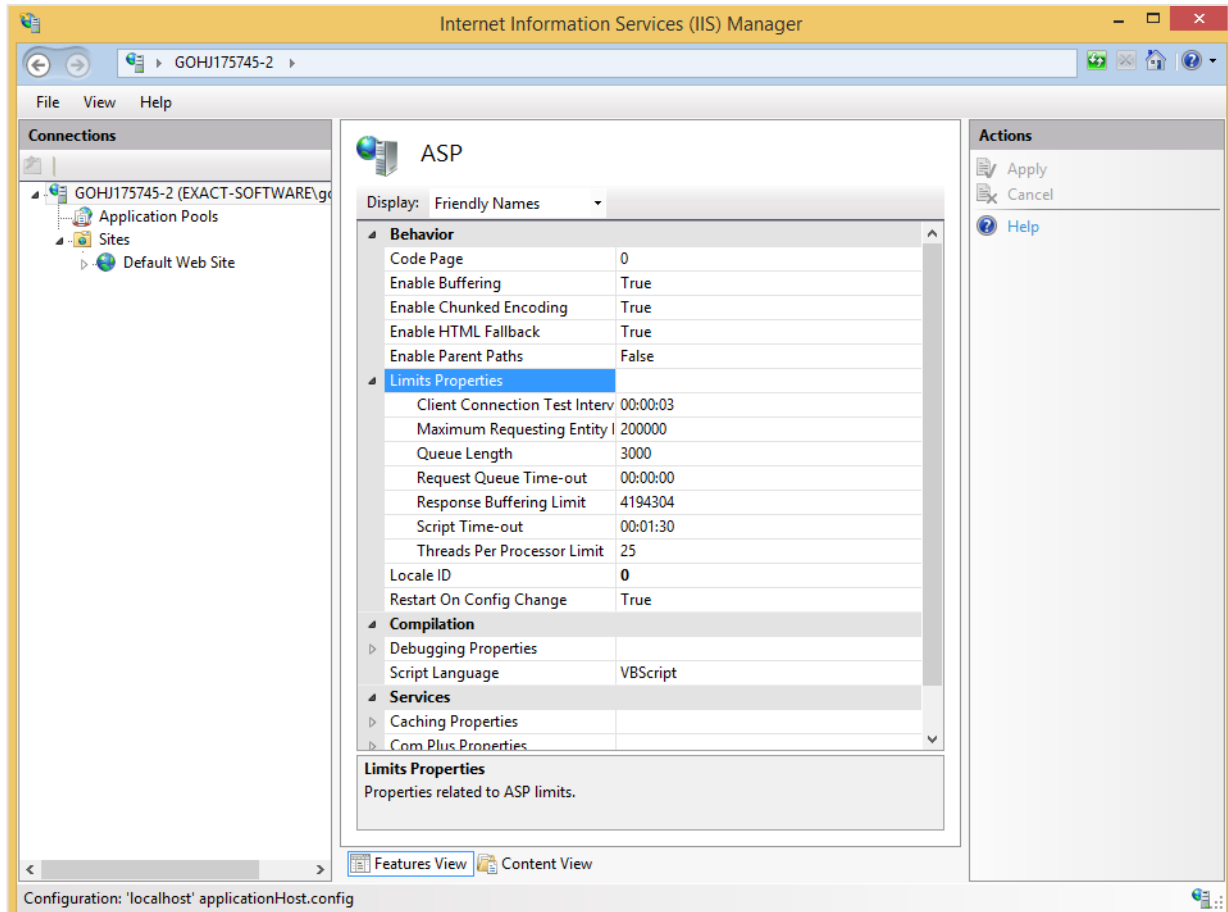 Internet Information Services (IIS) Manager
GOHJ175745-2
File View Help
Connections
GOHJ175745-2 (EXACT-SOFTWARE\go
Application Pools
Sites
Default Web Site
ASP
Display: Friendly Names
Behavior
Code Page 0
Enable Buffering True
Enable Chunked Encoding True
Enable HTML Fallback True
Enable Parent Paths False
Limits Properties
Client Connection Test Interv 00:00:03
Maximum Requesting Entity 200000
Queue Length 3000
Request Queue Time-out 00:00:00
Response Buffering Limit 4194304
Script Time-out 00:01:30
Threads Per Processor Limit 25
Locale ID 0
Restart On Config Change True
Compilation
Debugging Properties
Script Language VBScript
Services
Caching Properties
Com Plus Properties
Limits Properties
Properties related to ASP limits.
Features View Content View
Actions
Apply
Cancel
Help
Configuration: 'localhost' applicationHost.config